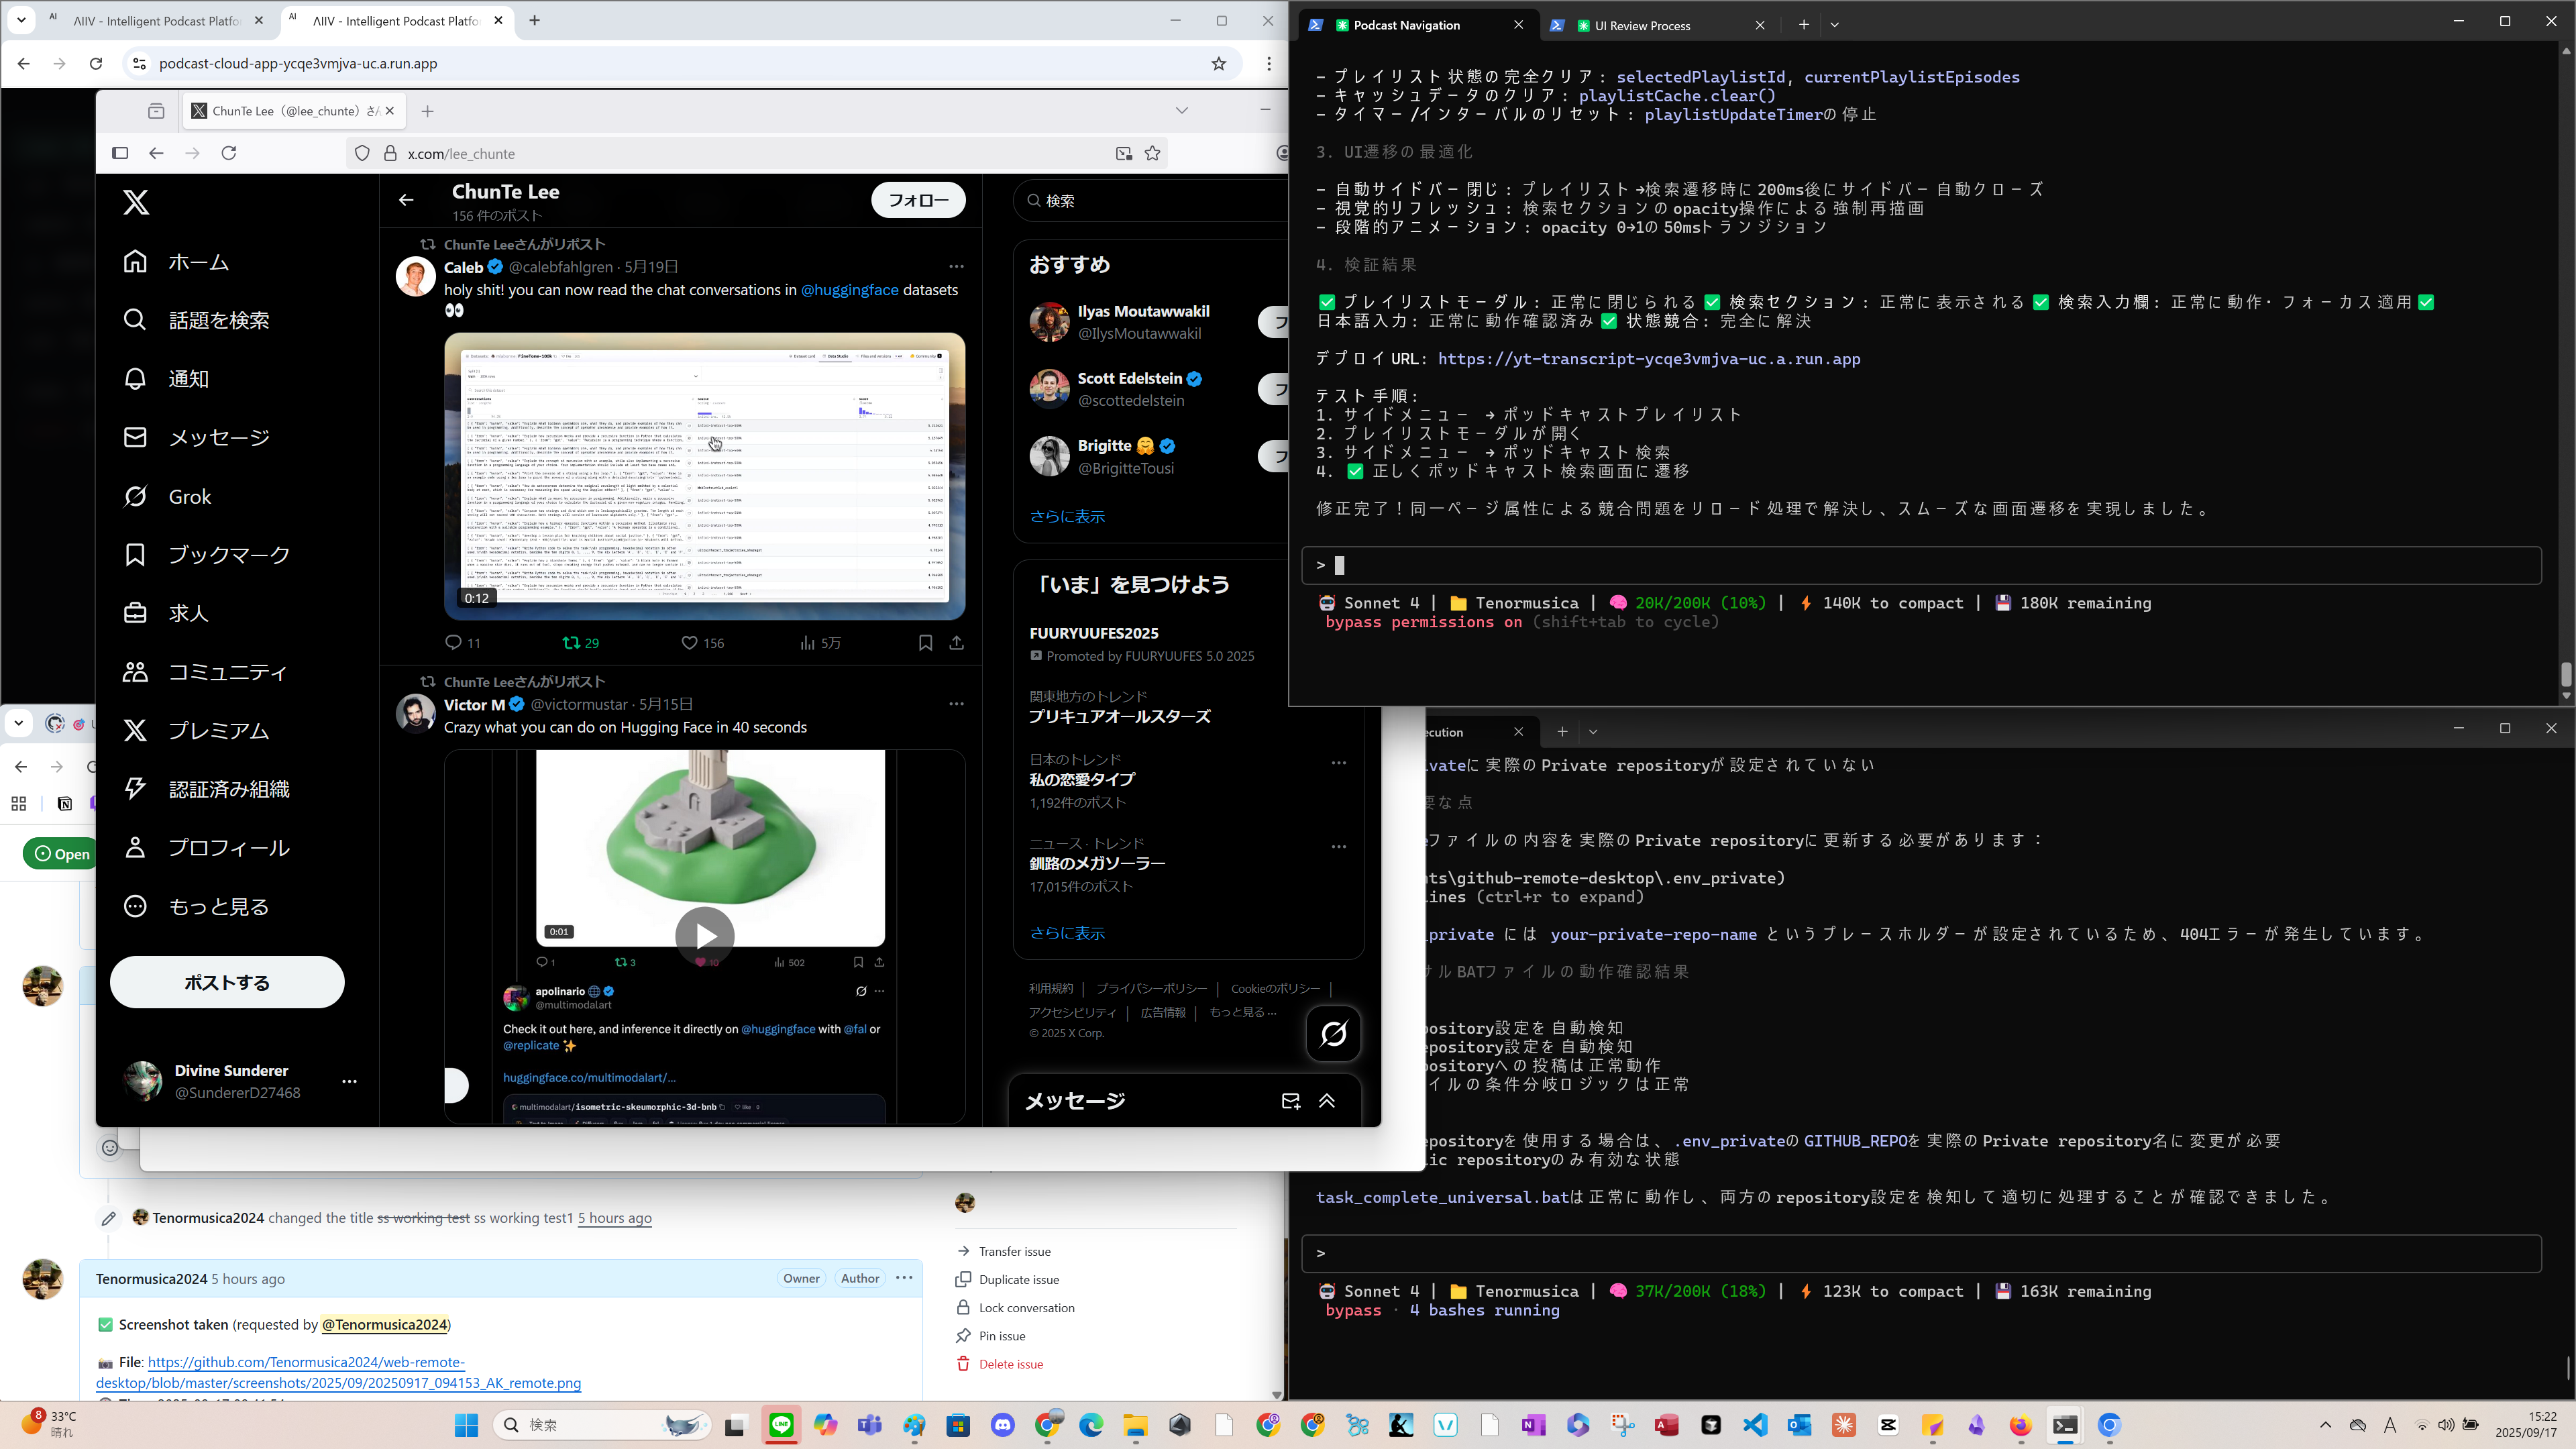 ΛIIV - Intelligent Podcast Platfo
ΛIIV - Intelligent Podcast Platfo
podcast-cloud-app-ycqe3vmjva-uc.a.run.app
ChunTe Lee（@lee_chunte）さん
x.com/lee_chunte
ホーム
話題を検索
通知
メッセージ
Grok
ブックマーク
求人
コミュニティ
プレミアム
認証済み組織
プロフィール
もっと見る
ポストする
Divine Sunderer
@SundererD27468
ChunTe Lee
156 件のポスト
フォロー
ChunTe Leeさんがリポスト
Caleb @calebfahlgren · 5月19日
holy shit! you can now read the chat conversations in @huggingface datasets
👀
0:12
11 29 156 5万
ChunTe Leeさんがリポスト
Victor M @victormustar · 5月15日
Crazy what you can do on Hugging Face in 40 seconds
0:01
1 3 10 502
apolinario 🌐
@multimodalart
Check it out here, and inference it directly on @huggingface with @fal or
@replicate ✨
huggingface.co/multimodalart/...
multimodalart/isometric-skeumorphic-3d-bnb like 0
検索
おすすめ
Ilyas Moutawwakil
@IlysMoutawwakil
フ
Scott Edelstein
@scottedelstein
フ
Brigitte 🤗
@BrigitteTousi
フ
さらに表示
「いま」を見つけよう
FUURYUUFES2025
Promoted by FUURYUUFES 5.0 2025
関東地方のトレンド
プリキュアオールスターズ
日本のトレンド
私の恋愛タイプ
1,192件のポスト
ニュース · トレンド
釧路のメガソーラー
17,015件のポスト
さらに表示
利用規約 | プライバシーポリシー | Cookieのポリシー |
アクセシビリティ | 広告情報 | もっと見る ···
© 2025 X Corp.
メッセージ
Open
Tenormusica2024 changed the title ss working test ss working test1 5 hours ago
Tenormusica2024 5 hours ago
Owner Author
✅ Screenshot taken (requested by @Tenormusica2024)
📷 File: https://github.com/Tenormusica2024/web-remote-
desktop/blob/master/screenshots/2025/09/20250917_094153_AK_remote.png
Transfer issue
Duplicate issue
Lock conversation
Pin issue
Delete issue
Podcast Navigation
UI Review Process
- プレイリスト状態の完全クリア: selectedPlaylistId, currentPlaylistEpisodes
- キャッシュデータのクリア: playlistCache.clear()
- タイマー/インターバルのリセット: playlistUpdateTimerの停止
3. UI遷移の最適化
- 自動サイドバー閉じ: プレイリスト→検索遷移時に200ms後にサイドバー自動クローズ
- 視覚的リフレッシュ: 検索セクションのopacity操作による強制再描画
- 段階的アニメーション: opacity 0→1の50msトランジション
4. 検証結果
✅ プレイリストモーダル: 正常に閉じられる ✅ 検索セクション: 正常に表示される ✅ 検索入力欄: 正常に動作・フォーカス適用 ✅
日本語入力: 正常に動作確認済み ✅ 状態競合: 完全に解決
デプロイURL: https://yt-transcript-ycqe3vmjva-uc.a.run.app
テスト手順:
1. サイドメニュー → ポッドキャストプレイリスト
2. プレイリストモーダルが開く
3. サイドメニュー → ポッドキャスト検索
4. ✅ 正しくポッドキャスト検索画面に遷移
修正完了！同一ページ属性による競合問題をリロード処理で解決し、スムーズな画面遷移を実現しました。
>
Sonnet 4 | Tenormusica | 20K/200K (10%) | 140K to compact | 180K remaining
bypass permissions on (shift+tab to cycle)
ecution
ivateに実際のPrivate repositoryが設定されていない
要な点
ファイルの内容を実際のPrivate repositoryに更新する必要があります：
nts\github-remote-desktop\.env_private)
lines (ctrl+r to expand)
private には your-private-repo-name というプレースホルダーが設定されているため、404エラーが発生しています。
サルBATファイルの動作確認結果
pository設定を自動検知
epository設定を自動検知
ositoryへの投稿は正常動作
イルの条件分岐ロジックは正常
epositoryを使用する場合は、.env_privateのGITHUB_REPOを実際のPrivate repository名に変更が必要
ic repositoryのみ有効な状態
task_complete_universal.batは正常に動作し、両方のrepository設定を検知して適切に処理することが確認できました。
>
Sonnet 4 | Tenormusica | 37K/200K (18%) | 123K to compact | 163K remaining
bypass · 4 bashes running
8
33°C
晴れ
検索
A
15:22
2025/09/17